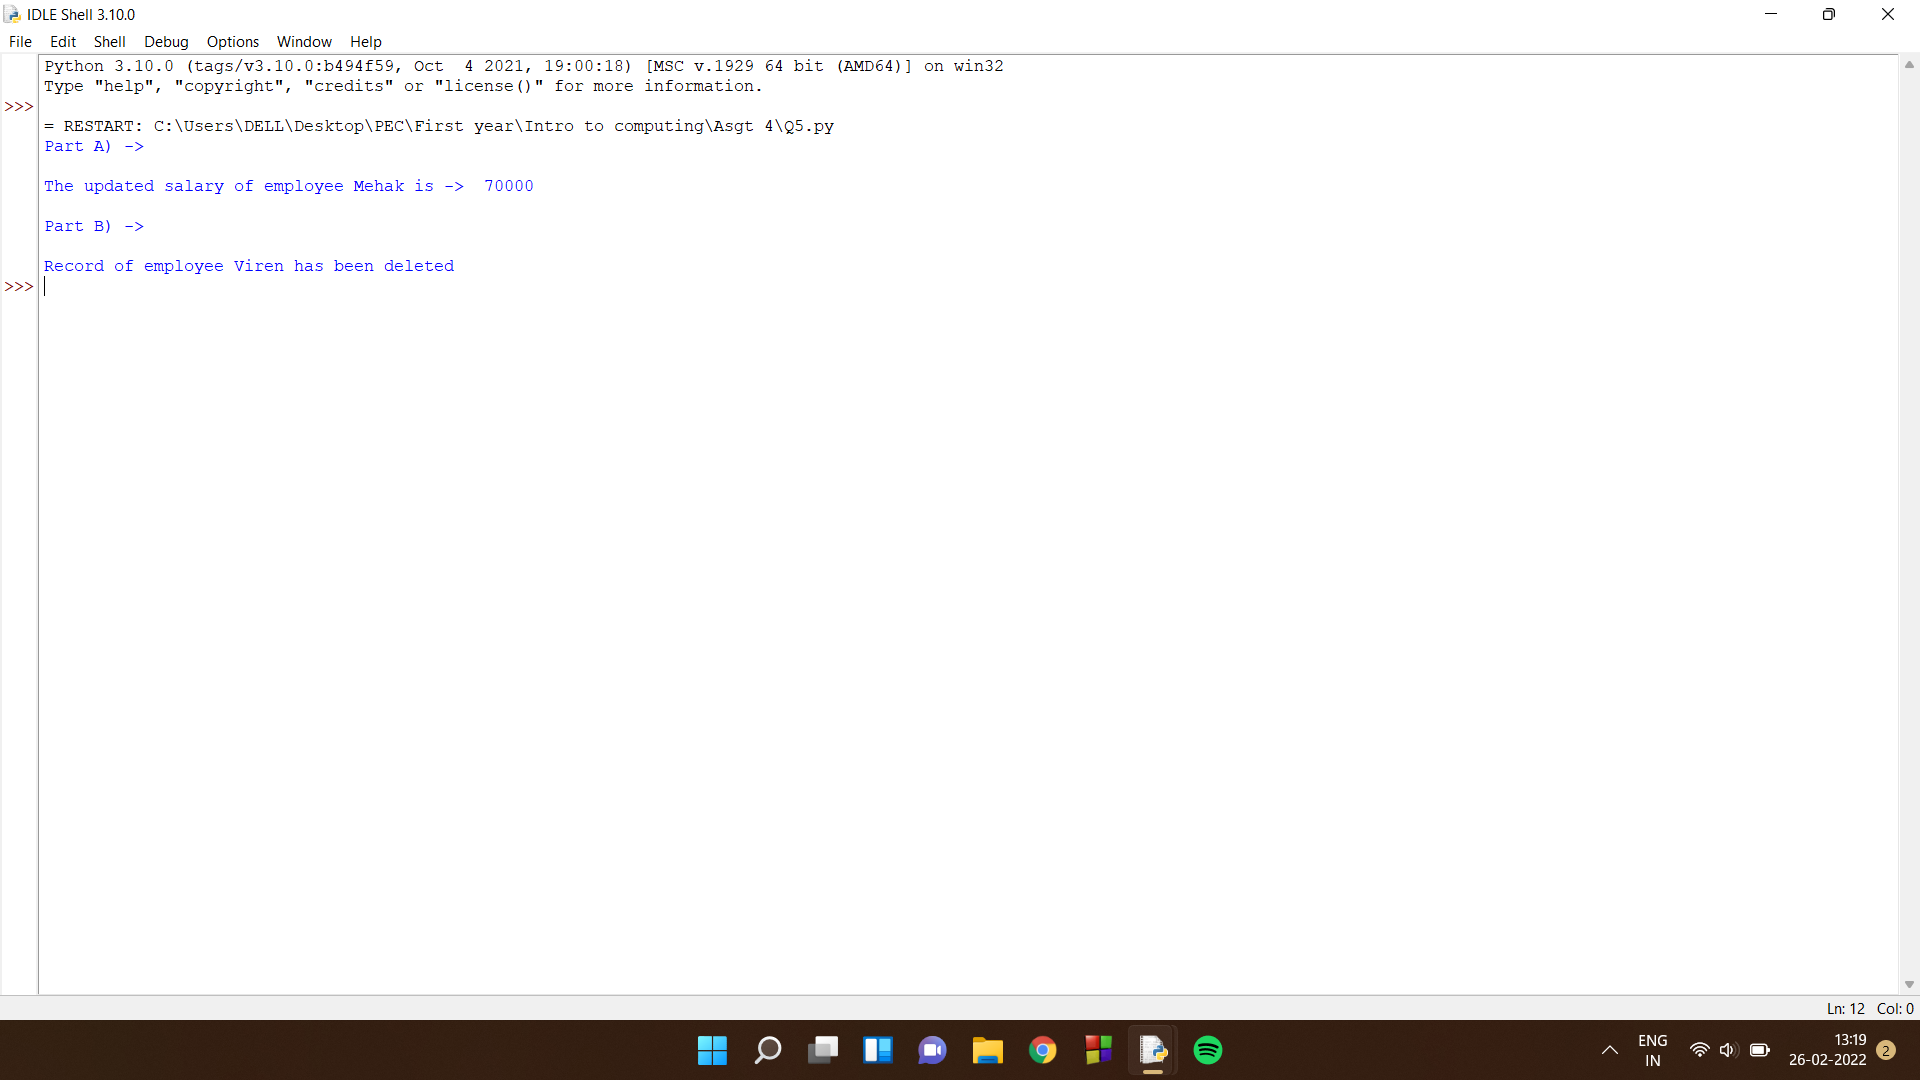 IDLE Shell 3.10.0
File Edit Shell Debug Options Window Help
Python 3.10.0 (tags/v3.10.0:b494f59, Oct  4 2021, 19:00:18) [MSC v.1929 64 bit (AMD64)] on win32
Type "help", "copyright", "credits" or "license()" for more information.
>>>
= RESTART: C:\Users\DELL\Desktop\PEC\First year\Intro to computing\Asgt 4\Q5.py
Part A) ->
The updated salary of employee Mehak is ->  70000
Part B) ->
Record of employee Viren has been deleted
>>>
Ln: 12 Col: 0
ENG
IN
13:19
26-02-2022
2